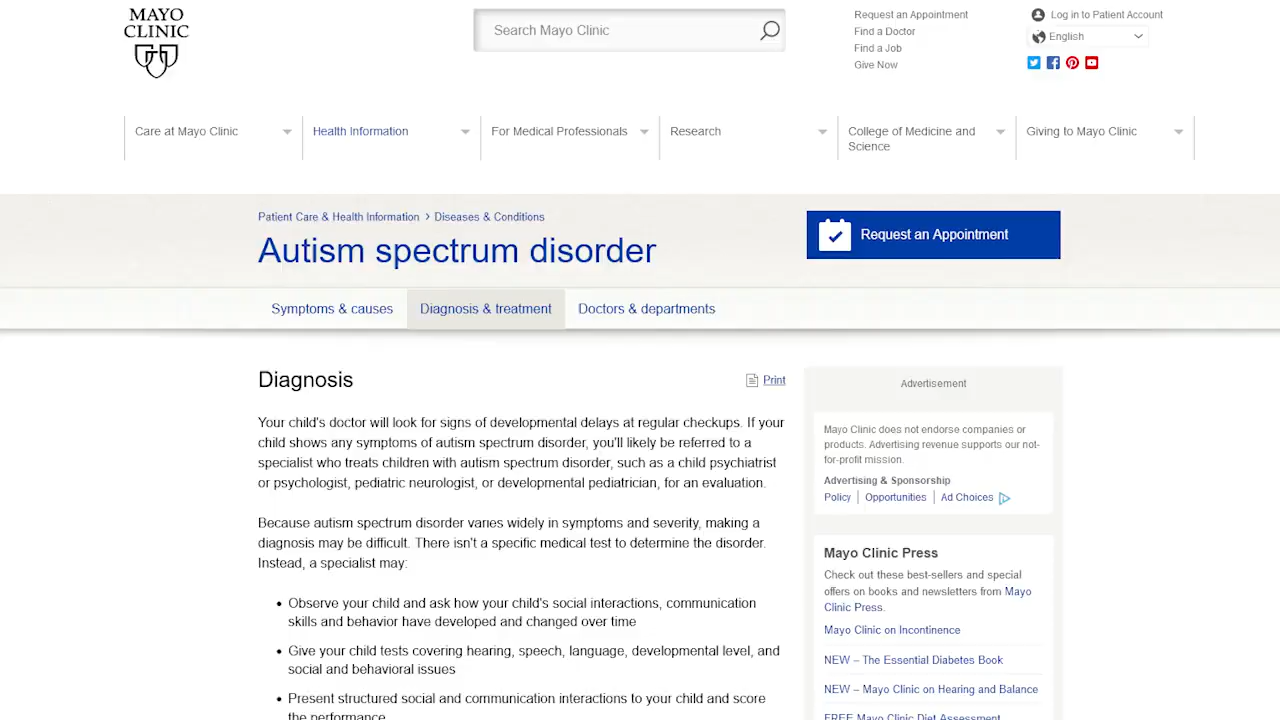 MAYO
CLINIC
Search Mayo Clinic
Request an Appointment
Find a Doctor
Find a Job
Give Now
Log in to Patient Account
English
Care at Mayo Clinic
Health Information
For Medical Professionals
Research
College of Medicine and
Science
Giving to Mayo Clinic
Patient Care & Health Information › Diseases & Conditions
Autism spectrum disorder
Request an Appointment
Symptoms & causes
Diagnosis & treatment
Doctors & departments
Diagnosis
Print
Your child's doctor will look for signs of developmental delays at regular checkups. If your
child shows any symptoms of autism spectrum disorder, you'll likely be referred to a
specialist who treats children with autism spectrum disorder, such as a child psychiatrist
or psychologist, pediatric neurologist, or developmental pediatrician, for an evaluation.
Because autism spectrum disorder varies widely in symptoms and severity, making a
diagnosis may be difficult. There isn't a specific medical test to determine the disorder.
Instead, a specialist may:
• Observe your child and ask how your child's social interactions, communication
skills and behavior have developed and changed over time
• Give your child tests covering hearing, speech, language, developmental level, and
social and behavioral issues
• Present structured social and communication interactions to your child and score
the performance
Advertisement
Mayo Clinic does not endorse companies or
products. Advertising revenue supports our not-
for-profit mission.
Advertising & Sponsorship
Policy | Opportunities | Ad Choices
Mayo Clinic Press
Check out these best-sellers and special
offers on books and newsletters from Mayo
Clinic Press.
Mayo Clinic on Incontinence
NEW – The Essential Diabetes Book
NEW – Mayo Clinic on Hearing and Balance
FREE Mayo Clinic Diet Assessment